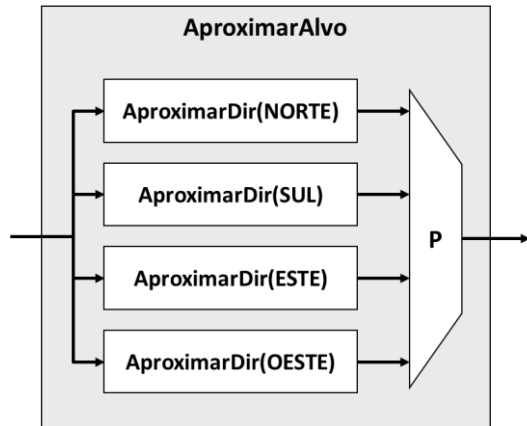 AproximarAlvo
AproximarDir(NORTE)
AproximarDir(SUL)
AproximarDir(ESTE)
AproximarDir(OESTE)
P